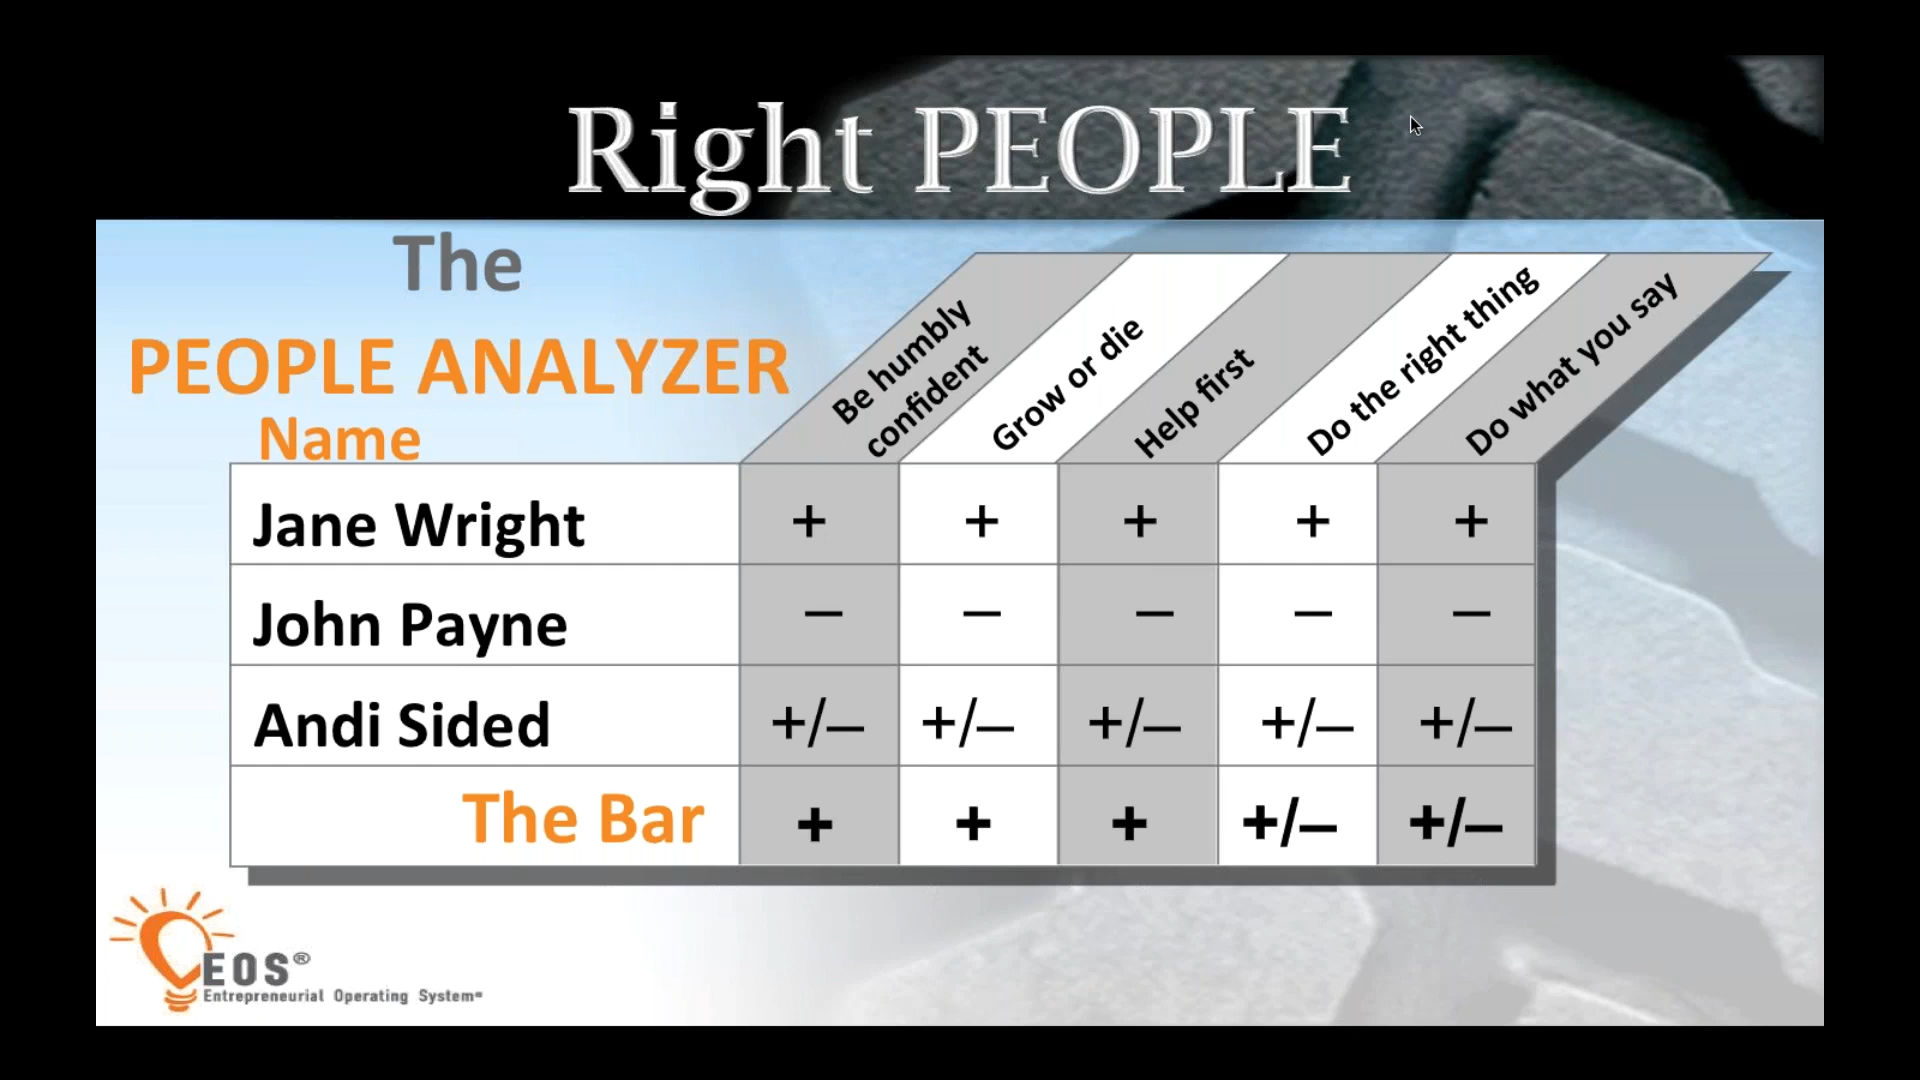 Right PEOPLE
The
PEOPLE ANALYZER
Name
Be humbly
confident
Grow or die
Help first
Do the right thing
Do what you say
Jane Wright + + + + +
John Payne – – – – –
Andi Sided +/– +/– +/– +/– +/–
The Bar + + + +/– +/–
EOS®
Entrepreneurial Operating System®